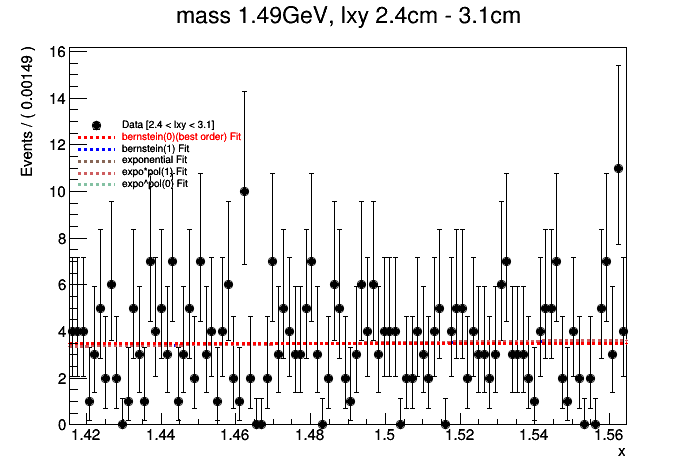 mass 1.49GeV, lxy 2.4cm - 3.1cm
Events / ( 0.00149 )
16
14
12
10
8
6
4
2
0
Data [2.4 < lxy < 3.1]
bernstein(0)(best order) Fit
bernstein(1) Fit
exponential Fit
expo*pol(1) Fit
expo^pol(0) Fit
1.42 1.44 1.46 1.48 1.5 1.52 1.54 1.56
x